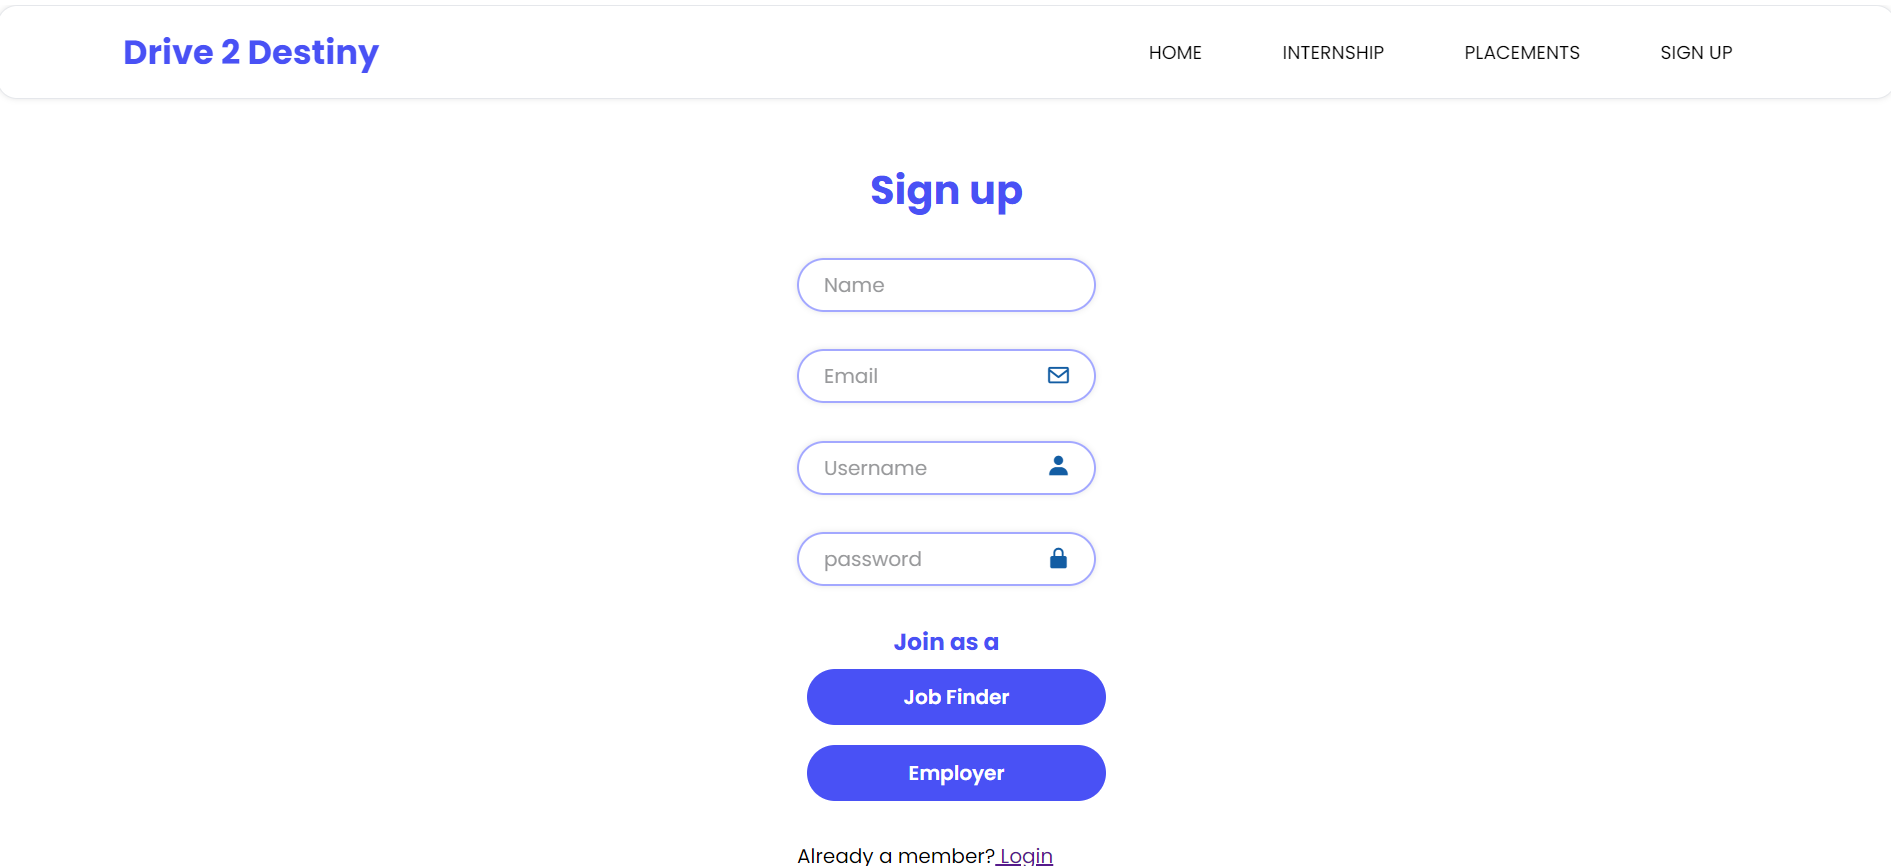 Drive 2 Destiny HOME INTERNSHIP PLACEMENTS SIGN UP
Sign up
Name
Email
Username
password
Join as a
Job Finder
Employer
Already a member? Login